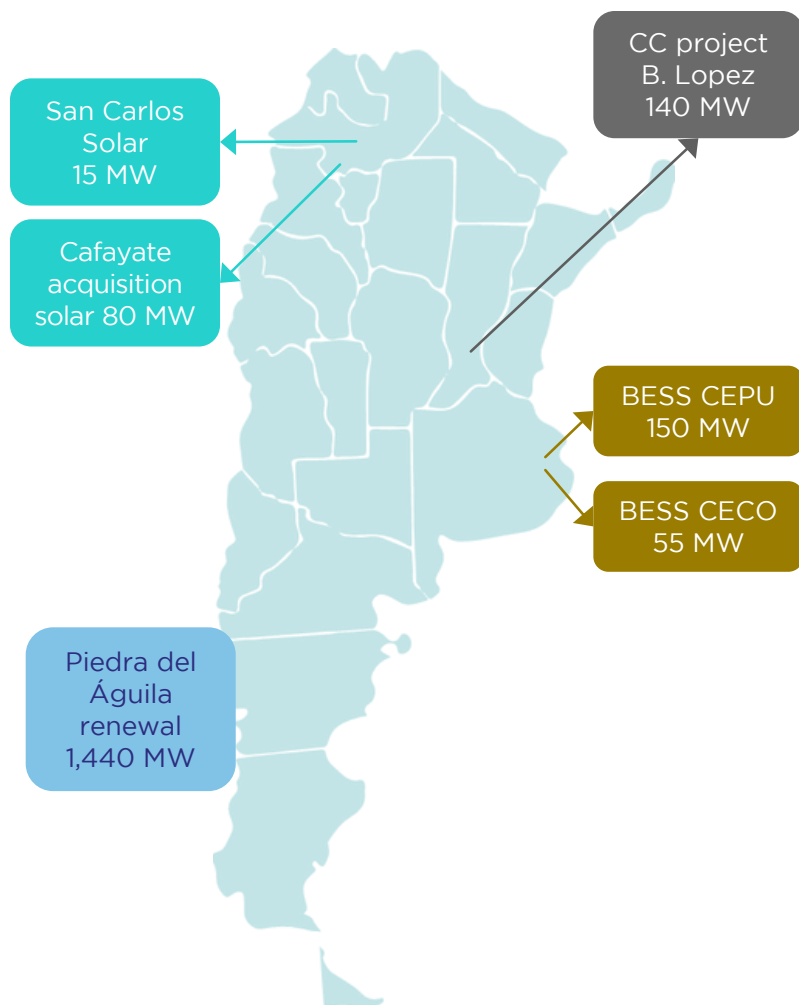 CC project
B. Lopez
140 MW
San Carlos
Solar
15 MW
Cafayate
acquisition
solar 80 MW
BESS CEPU
150 MW
BESS CECO
55 MW
Piedra del
Águila
renewal
1,440 MW